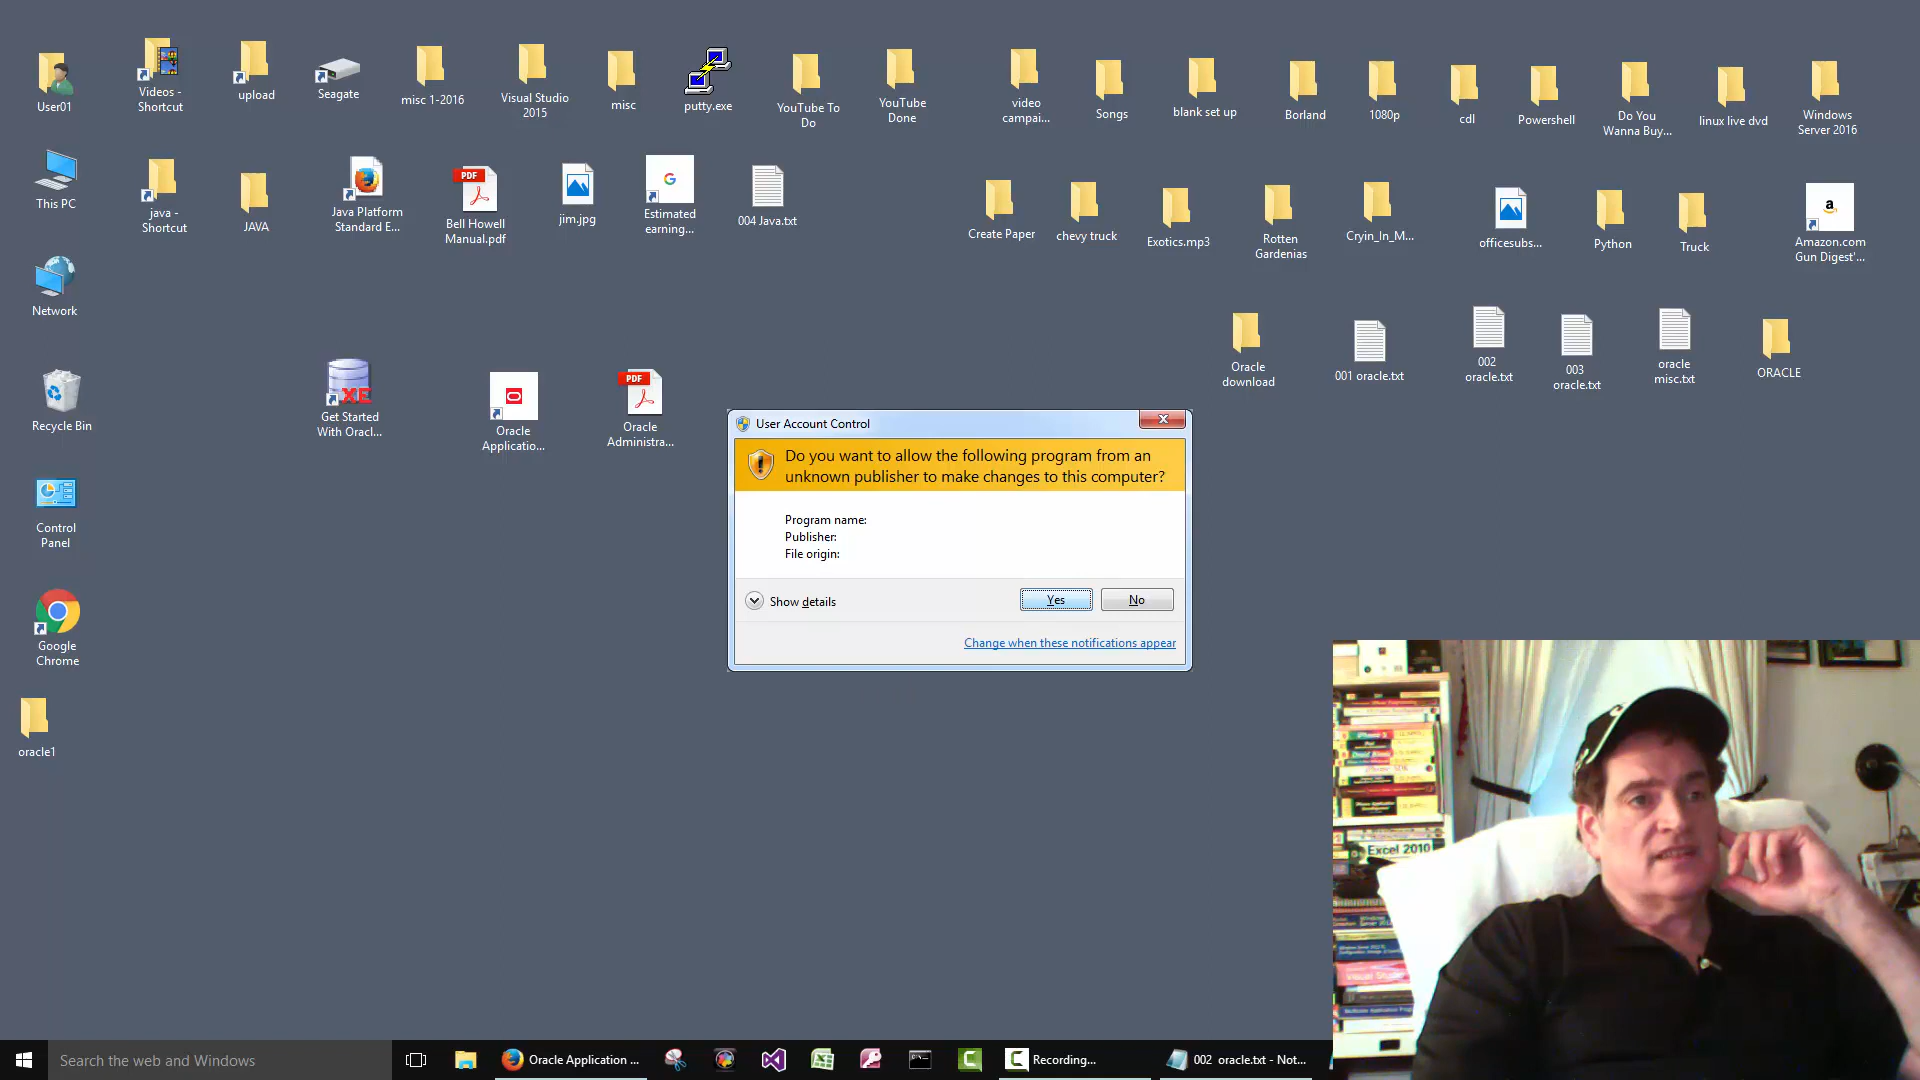 User01
Videos -
Shortcut
upload
Seagate
misc 1-2016
Visual Studio
2015
misc
putty.exe
YouTube To
Do
YouTube
Done
video
campai...
Songs
blank set up
Borland
1080p
cdl
Powershell
Do You
Wanna Buy...
linux live dvd
Windows
Server 2016
This PC
java -
Shortcut
JAVA
Java Platform
Standard E...
PDF
Bell Howell
Manual.pdf
jim.jpg
G
Estimated
earning...
004 Java.txt
Create Paper
chevy truck
Exotics.mp3
Rotten
Gardenias
Cryin_In_M...
officesubs...
Python
Truck
a
Amazon.com
Gun Digest'...
Network
Oracle
download
001 oracle.txt
002
oracle.txt
003
oracle.txt
oracle
misc.txt
ORACLE
Recycle Bin
XE
Get Started
With Oracl...
Oracle
Applicatio...
PDF
Oracle
Administra...
User Account Control
Do you want to allow the following program from an
unknown publisher to make changes to this computer?
Program name:
Publisher:
File origin:
Show details
Yes
No
Change when these notifications appear
Control
Panel
Google
Chrome
oracle1
Excel 2010
Search the web and Windows
Oracle Application ...
Recording...
002 oracle.txt - Not...